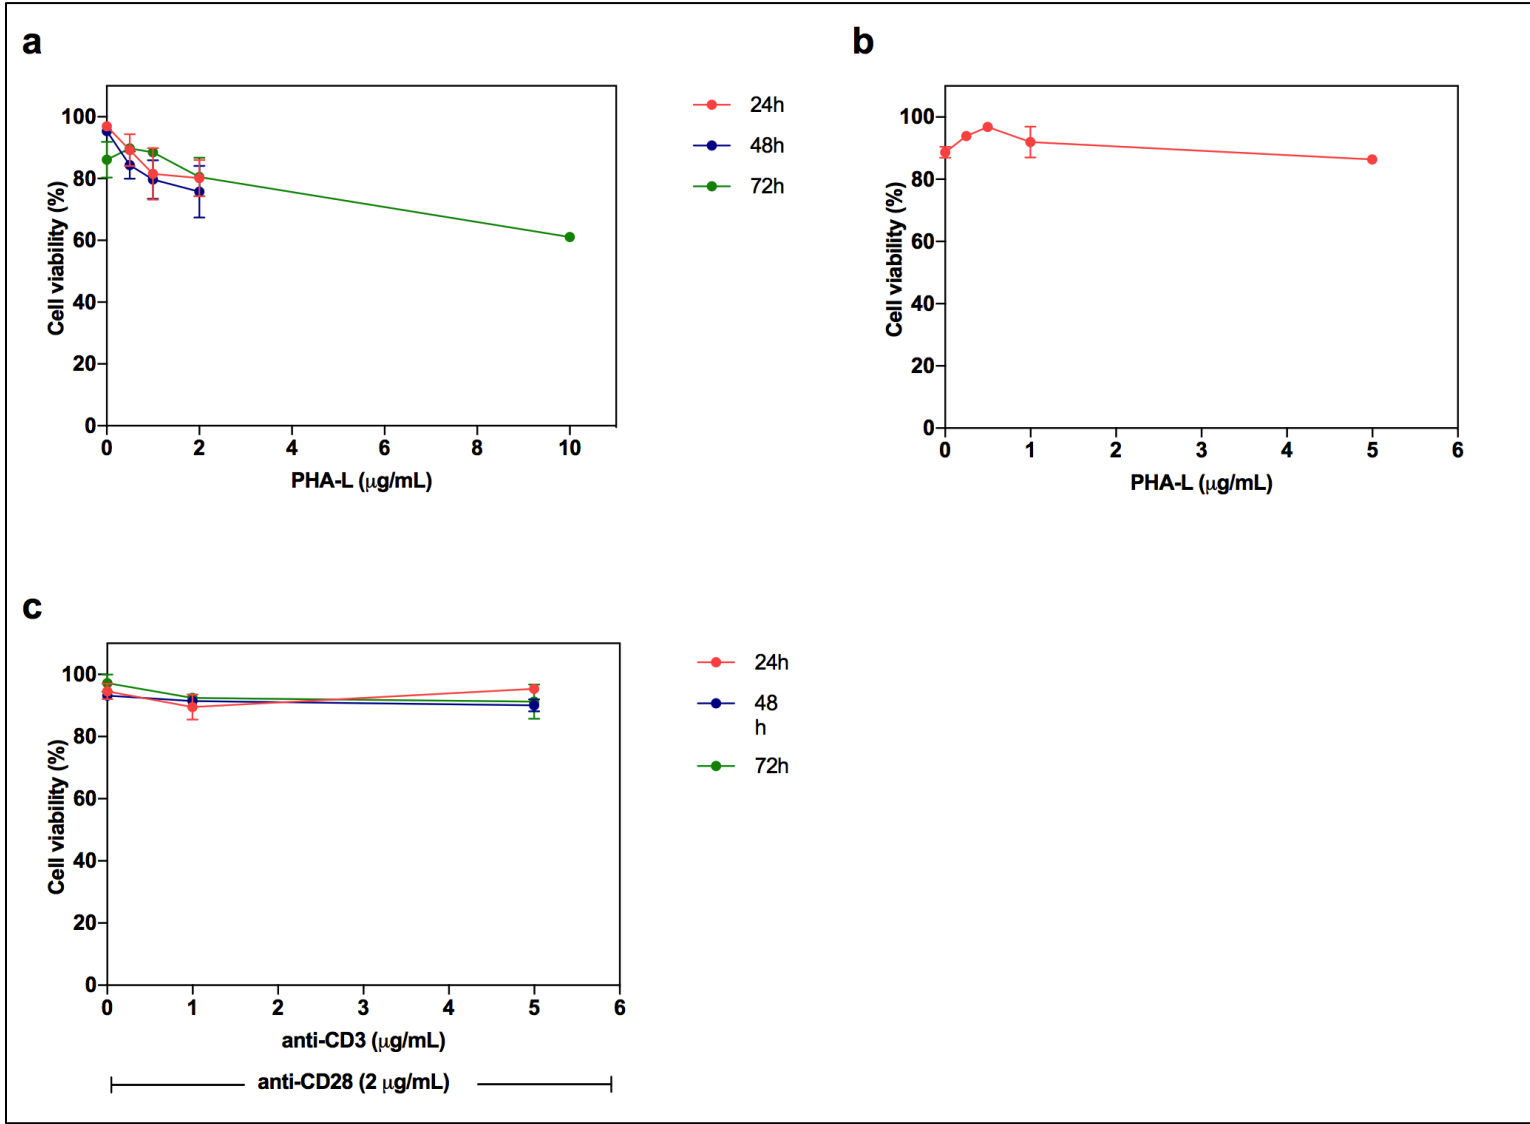 a
100
80
60
40
20
0
Cell viability (%)
0 2 4 6 8 10
PHA-L (μg/mL)
24h
48h
72h
b
100
80
60
40
20
0
Cell viability (%)
0 1 2 3 4 5 6
PHA-L (μg/mL)
c
100
80
60
40
20
0
Cell viability (%)
0 1 2 3 4 5 6
anti-CD3 (μg/mL)
anti-CD28 (2 μg/mL)
24h
48
h
72h